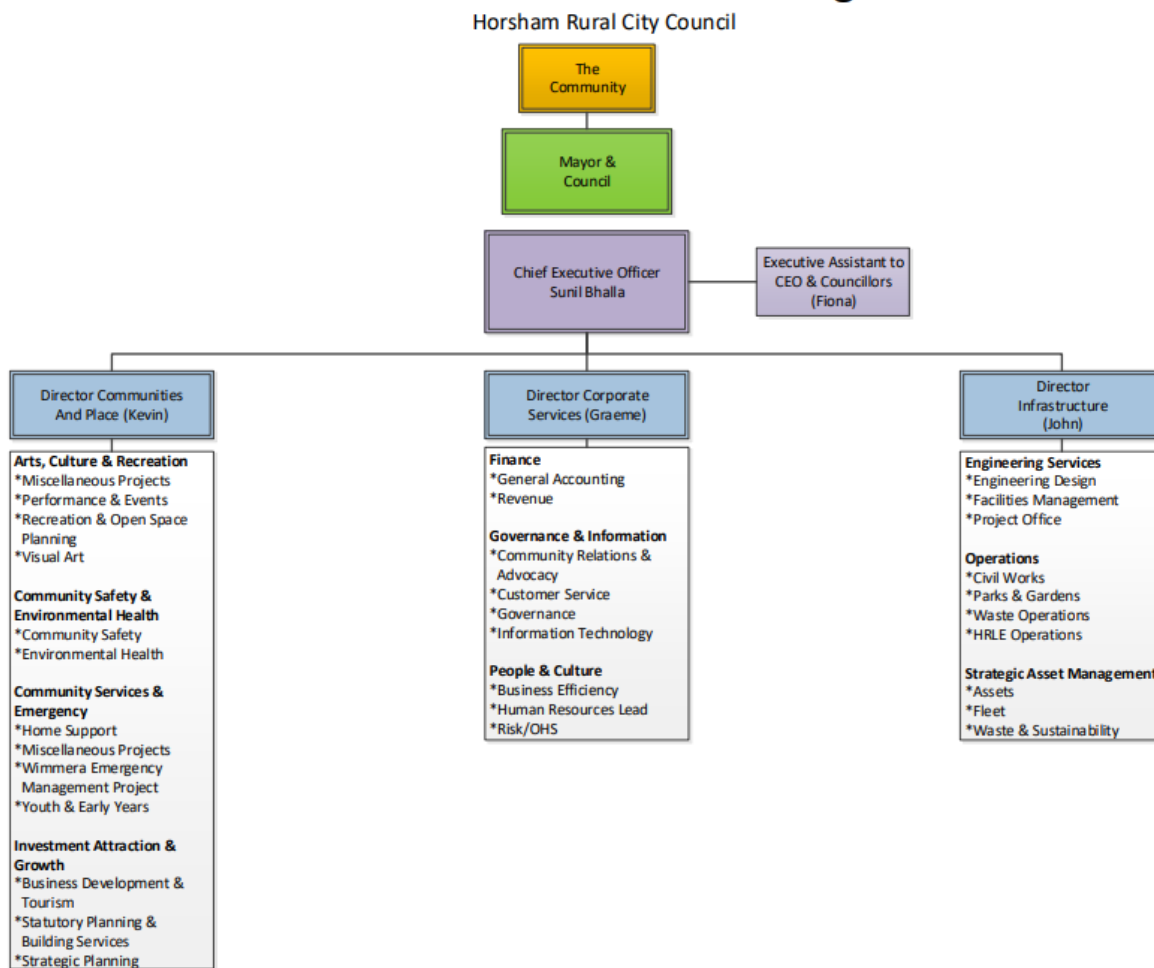 Horsham Rural City Council
The
Community
Mayor &
Council
Chief Executive Officer
Sunil Bhalla
Executive Assistant to
CEO & Councillors
(Fiona)
Director Communities
And Place (Kevin)
Arts, Culture & Recreation
*Miscellaneous Projects
*Performance & Events
*Recreation & Open Space
Planning
*Visual Art
Community Safety &
Environmental Health
*Community Safety
*Environmental Health
Community Services &
Emergency
*Home Support
*Miscellaneous Projects
*Wimmera Emergency
Management Project
*Youth & Early Years
Investment Attraction &
Growth
*Business Development &
Tourism
*Statutory Planning &
Building Services
*Strategic Planning
Director Corporate
Services (Graeme)
Finance
*General Accounting
*Revenue
Governance & Information
*Community Relations &
Advocacy
*Customer Service
*Governance
*Information Technology
People & Culture
*Business Efficiency
*Human Resources Lead
*Risk/OHS
Director
Infrastructure
(John)
Engineering Services
*Engineering Design
*Facilities Management
*Project Office
Operations
*Civil Works
*Parks & Gardens
*Waste Operations
*HRLE Operations
Strategic Asset Management
*Assets
*Fleet
*Waste & Sustainability